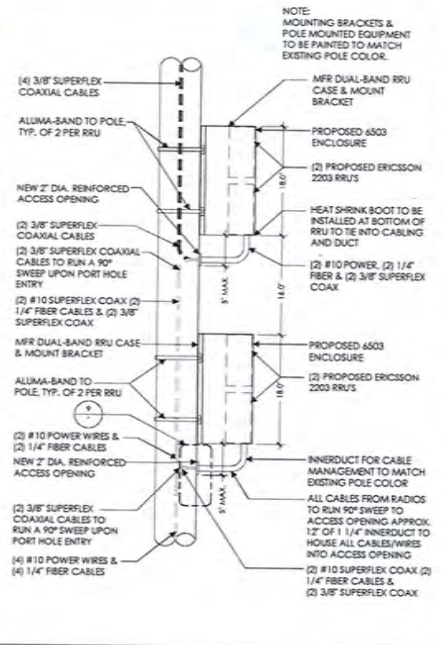 NOTE:
MOUNTING BRACKETS &
POLE MOUNTED EQUIPMENT
TO BE PAINTED TO MATCH
EXISTING POLE COLOR.
(4) 3/8" SUPERFLEX
COAXIAL CABLES
ALUMA-BAND TO POLE,
TYP. OF 2 PER RRU
NEW 2" DIA. REINFORCED
ACCESS OPENING
(2) 3/8" SUPERFLEX
COAXIAL CABLES
(2) 3/8" SUPERFLEX COAXIAL
CABLES TO RUN A 90°
SWEEP UPON PORT HOLE
ENTRY
(2) #10 SUPERFLEX COAX (2)
1/4" FIBER CABLES & (2) 3/8"
SUPERFLEX COAX
MFR DUAL-BAND RRU CASE
& MOUNT BRACKET
ALUMA-BAND TO
POLE, TYP. OF 2 PER RRU
9
-
(2) #10 POWER WIRES &
(2) 1/4" FIBER CABLES
NEW 2" DIA. REINFORCED
ACCESS OPENING
(2) 3/8" SUPERFLEX
COAXIAL CABLES TO
RUN A 90° SWEEP UPON
PORT HOLE ENTRY
(4) #10 POWER WIRES &
(4) 1/4" FIBER CABLES
MFR DUAL-BAND RRU
CASE & MOUNT
BRACKET
PROPOSED 6503
ENCLOSURE
(2) PROPOSED ERICSSON
2203 RRU'S
18.0"
HEAT SHRINK BOOT TO BE
INSTALLED AT BOTTOM OF
RRU TO TIE INTO CABLING
AND DUCT
(2) #10 POWER, (2) 1/4"
FIBER & (2) 3/8" SUPERFLEX
COAX
5" MAX.
16.0"
PROPOSED 6503
ENCLOSURE
(2) PROPOSED ERICSSON
2203 RRU'S
18.0"
INNERDUCT FOR CABLE
MANAGEMENT TO MATCH
EXISTING POLE COLOR
5" MAX.
ALL CABLES FROM RADIOS
TO RUN 90° SWEEP TO
ACCESS OPENING APPROX.
12" OF 1 1/4" INNERDUCT TO
HOUSE ALL CABLES/WIRES
INTO ACCESS OPENING
(2) #10 SUPERFLEX COAX (2)
1/4" FIBER CABLES &
(2) 3/8" SUPERFLEX COAX